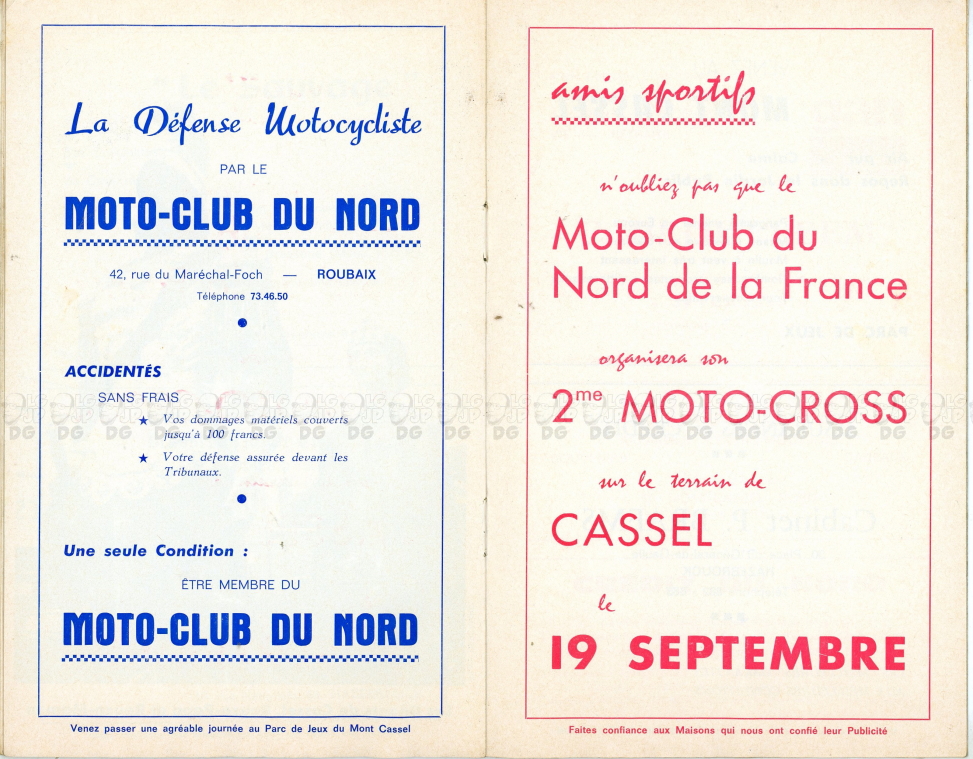 La Défense Motocycliste
PAR LE
MOTO-CLUB DU NORD
42, rue du Maréchal-Foch — ROUBAIX
Téléphone 73.46.50
ACCIDENTÉS
SANS FRAIS
★ Vos dommages matériels couverts
jusqu'à 100 francs.
★ Votre défense assurée devant les
Tribunaux.
Une seule Condition :
ÊTRE MEMBRE DU
MOTO-CLUB DU NORD
Venez passer une agréable journée au Parc de Jeux du Mont Cassel
amis sportifs
n'oubliez pas que le
Moto-Club du
Nord de la France
organisera son
2me MOTO-CROSS
sur le terrain de
CASSEL
le
19 SEPTEMBRE
Faites confiance aux Maisons qui nous ont confié leur Publicité